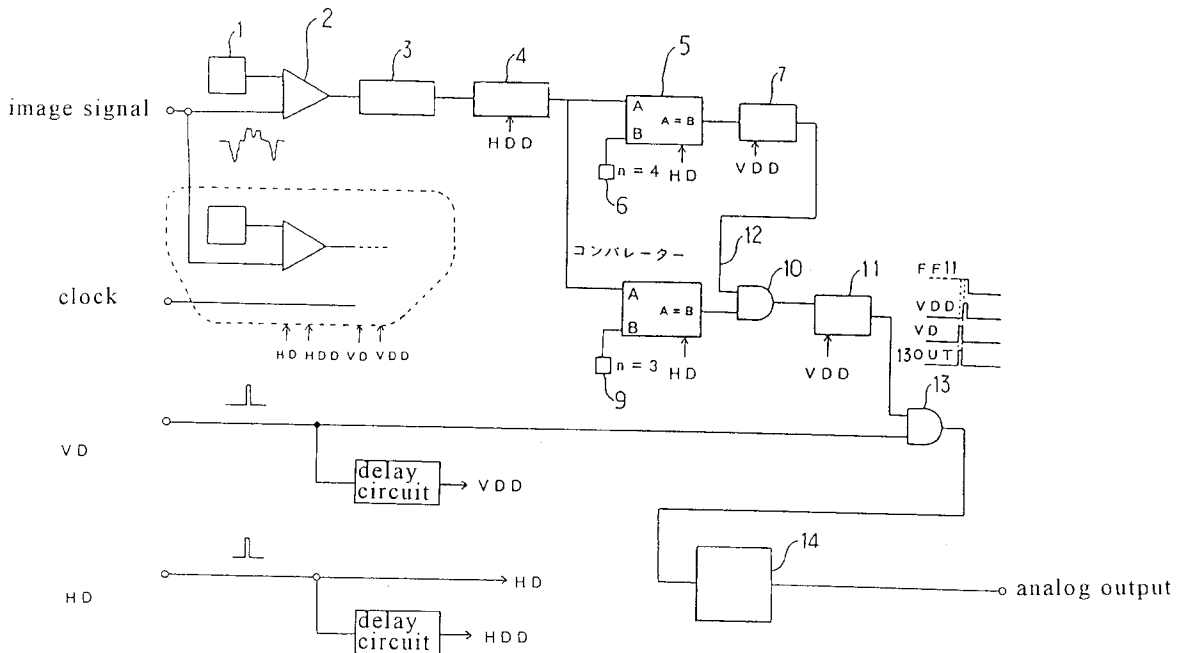 1
2
3
4
5
7
image signal
A
B
A = B
HDD
n = 4
HD
VDD
6
12
コンパレーター
10
11
FF11
VDD
VD
13OUT
clock
A
B
A = B
HD HDD VD VDD
n = 3
HD
VDD
9
13
VD
delay circuit
VDD
14
HD
HD
analog output
delay circuit
HDD